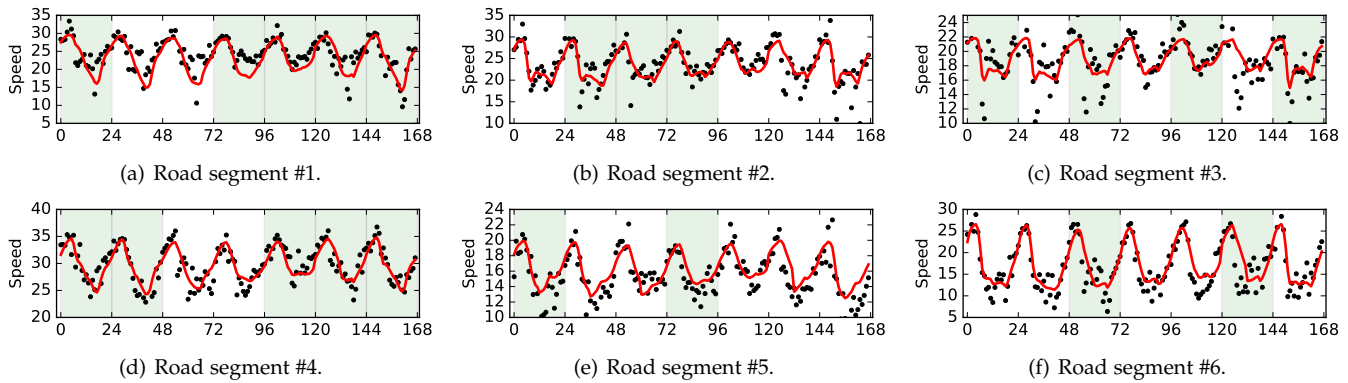 35
30
25
20
15
10
5
Speed
0 24 48 72 96 120 144 168
(a) Road segment #1.
35
30
25
20
15
10
Speed
0 24 48 72 96 120 144 168
(b) Road segment #2.
24
22
20
18
16
14
12
10
Speed
0 24 48 72 96 120 144 168
(c) Road segment #3.
40
35
30
25
20
Speed
0 24 48 72 96 120 144 168
(d) Road segment #4.
24
22
20
18
16
14
12
10
Speed
0 24 48 72 96 120 144 168
(e) Road segment #5.
30
25
20
15
10
5
Speed
0 24 48 72 96 120 144 168
(f) Road segment #6.